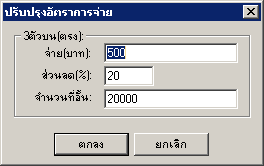 ปรับปรุงอัตราการจ่าย
3ตัวบน(ตรง)
จ่าย(บาท): 500
ส่วนลด(%): 20
จำนวนที่อั้น: 20000
ตกลง ยกเลิก